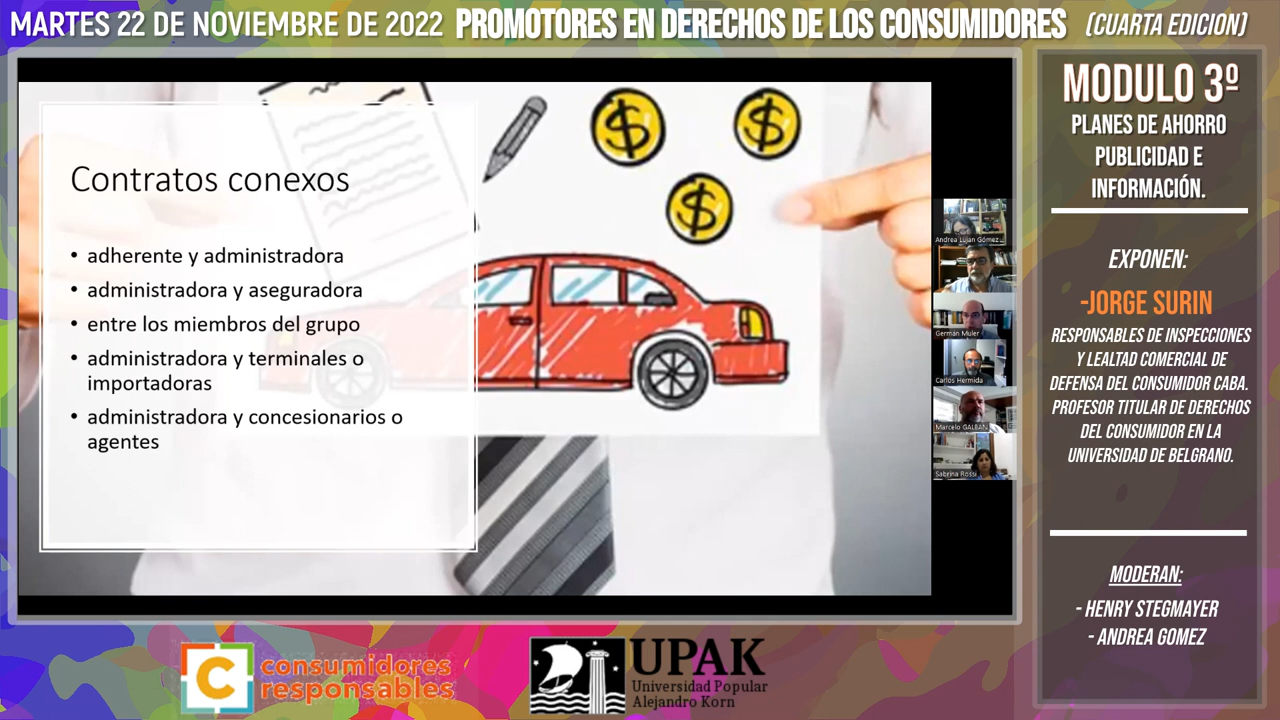 MARTES 22 DE NOVIEMBRE DE 2022 PROMOTORES EN DERECHOS DE LOS CONSUMIDORES (CUARTA EDICION)
Contratos conexos
• adherente y administradora
• administradora y aseguradora
• entre los miembros del grupo
• administradora y terminales o
importadoras
• administradora y concesionarios o
agentes
$
$
$
Andrea Lujan Gómez...
German Muler
Carlos Hermida
Marcelo GALBAN
Sabrina Rossi
MODULO 3º
PLANES DE AHORRO
PUBLICIDAD E
INFORMACIÓN.
EXPONEN:
-JORGE SURIN
RESPONSABLES DE INSPECCIONES
Y LEALTAD COMERCIAL DE
DEFENSA DEL CONSUMIDOR CABA.
PROFESOR TITULAR DE DERECHOS
DEL CONSUMIDOR EN LA
UNIVERSIDAD DE BELGRANO.
MODERAN:
- HENRY STEGMAYER
- ANDREA GOMEZ
C
consumidores
responsables
UPAK
Universidad Popular
Alejandro Korn